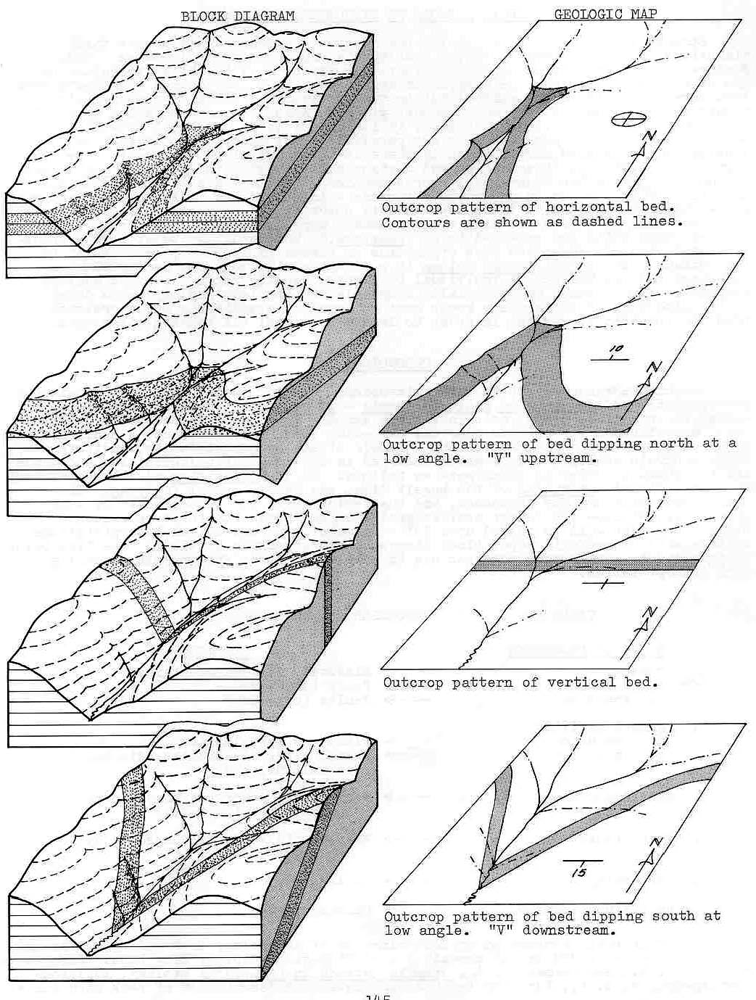 BLOCK DIAGRAM
GEOLOGIC MAP
N
Outcrop pattern of horizontal bed.
Contours are shown as dashed lines.
10
N
Outcrop pattern of bed dipping north at a
low angle. "V" upstream.
N
Outcrop pattern of vertical bed.
15
N
Outcrop pattern of bed dipping south at
low angle. "V" downstream.
145